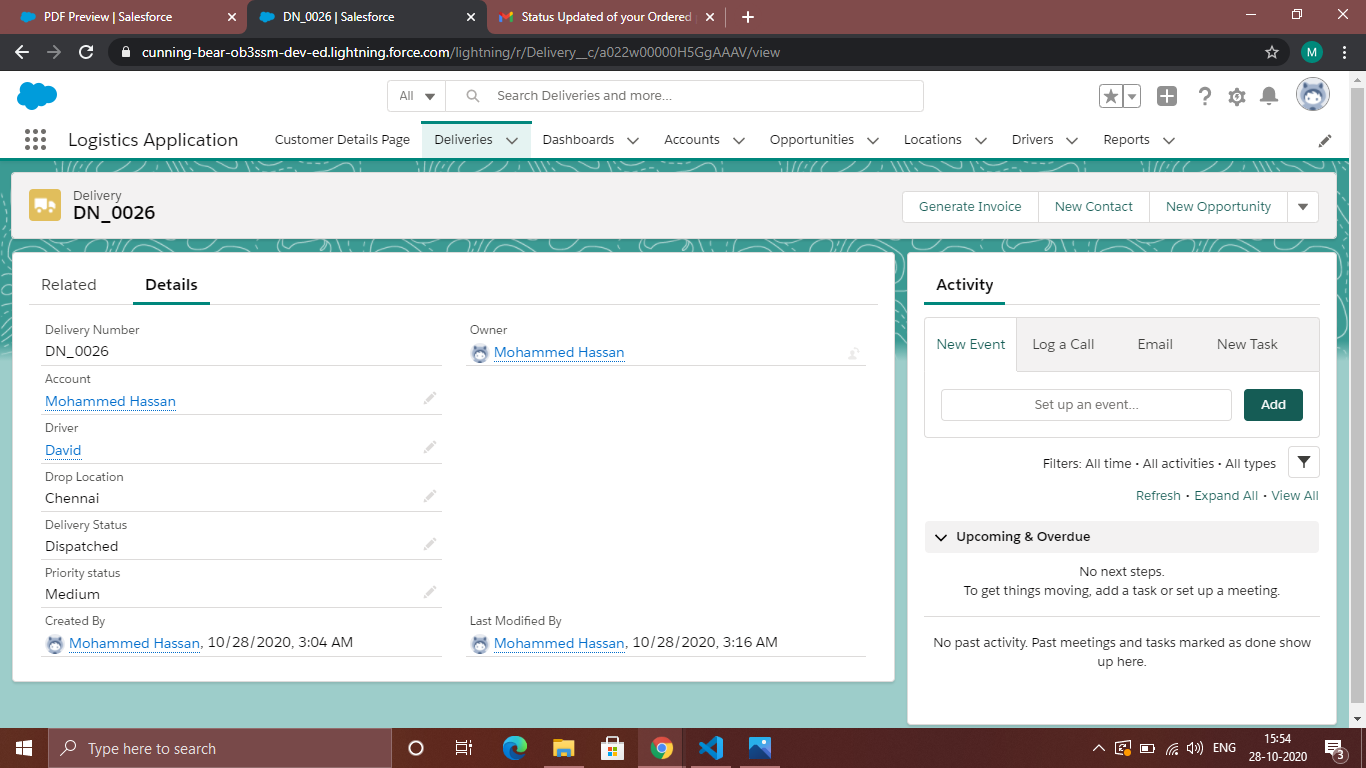 PDF Preview | Salesforce
DN_0026 | Salesforce
Status Updated of your Ordered
cunning-bear-ob3ssm-dev-ed.lightning.force.com/lightning/r/Delivery__c/a022w00000H5GgAAAV/view
M
All
Search Deliveries and more...
Logistics Application
Customer Details Page
Deliveries
Dashboards
Accounts
Opportunities
Locations
Drivers
Reports
Delivery
DN_0026
Generate Invoice
New Contact
New Opportunity
Related
Details
Delivery Number
DN_0026
Owner
Mohammed Hassan
Account
Mohammed Hassan
Driver
David
Drop Location
Chennai
Delivery Status
Dispatched
Priority status
Medium
Created By
Mohammed Hassan, 10/28/2020, 3:04 AM
Last Modified By
Mohammed Hassan, 10/28/2020, 3:16 AM
Activity
New Event
Log a Call
Email
New Task
Set up an event...
Add
Filters: All time • All activities • All types
Refresh • Expand All • View All
Upcoming & Overdue
No next steps.
To get things moving, add a task or set up a meeting.
No past activity. Past meetings and tasks marked as done show
up here.
Type here to search
ENG
15:54
28-10-2020
3